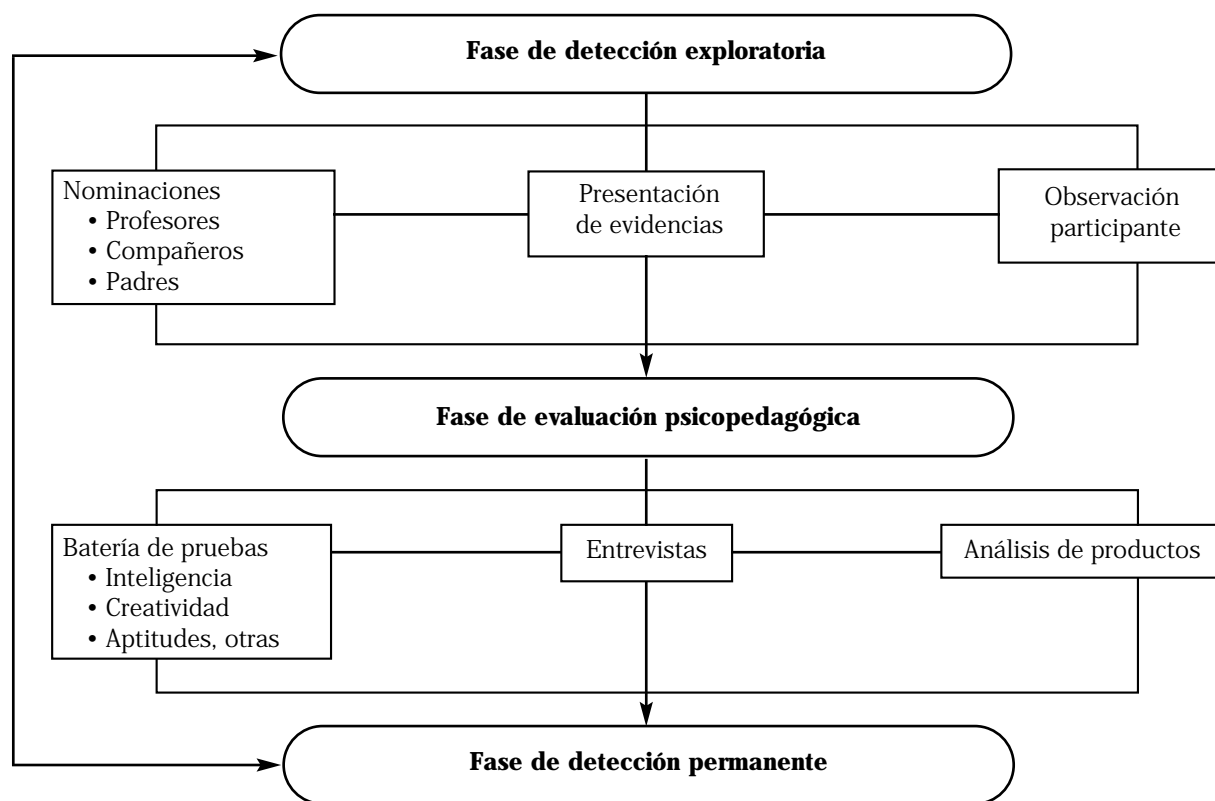 Fase de detección exploratoria
Nominaciones
• Profesores
• Compañeros
• Padres
Presentación
de evidencias
Observación
participante
Fase de evaluación psicopedagógica
Batería de pruebas
• Inteligencia
• Creatividad
• Aptitudes, otras
Entrevistas
Análisis de productos
Fase de detección permanente